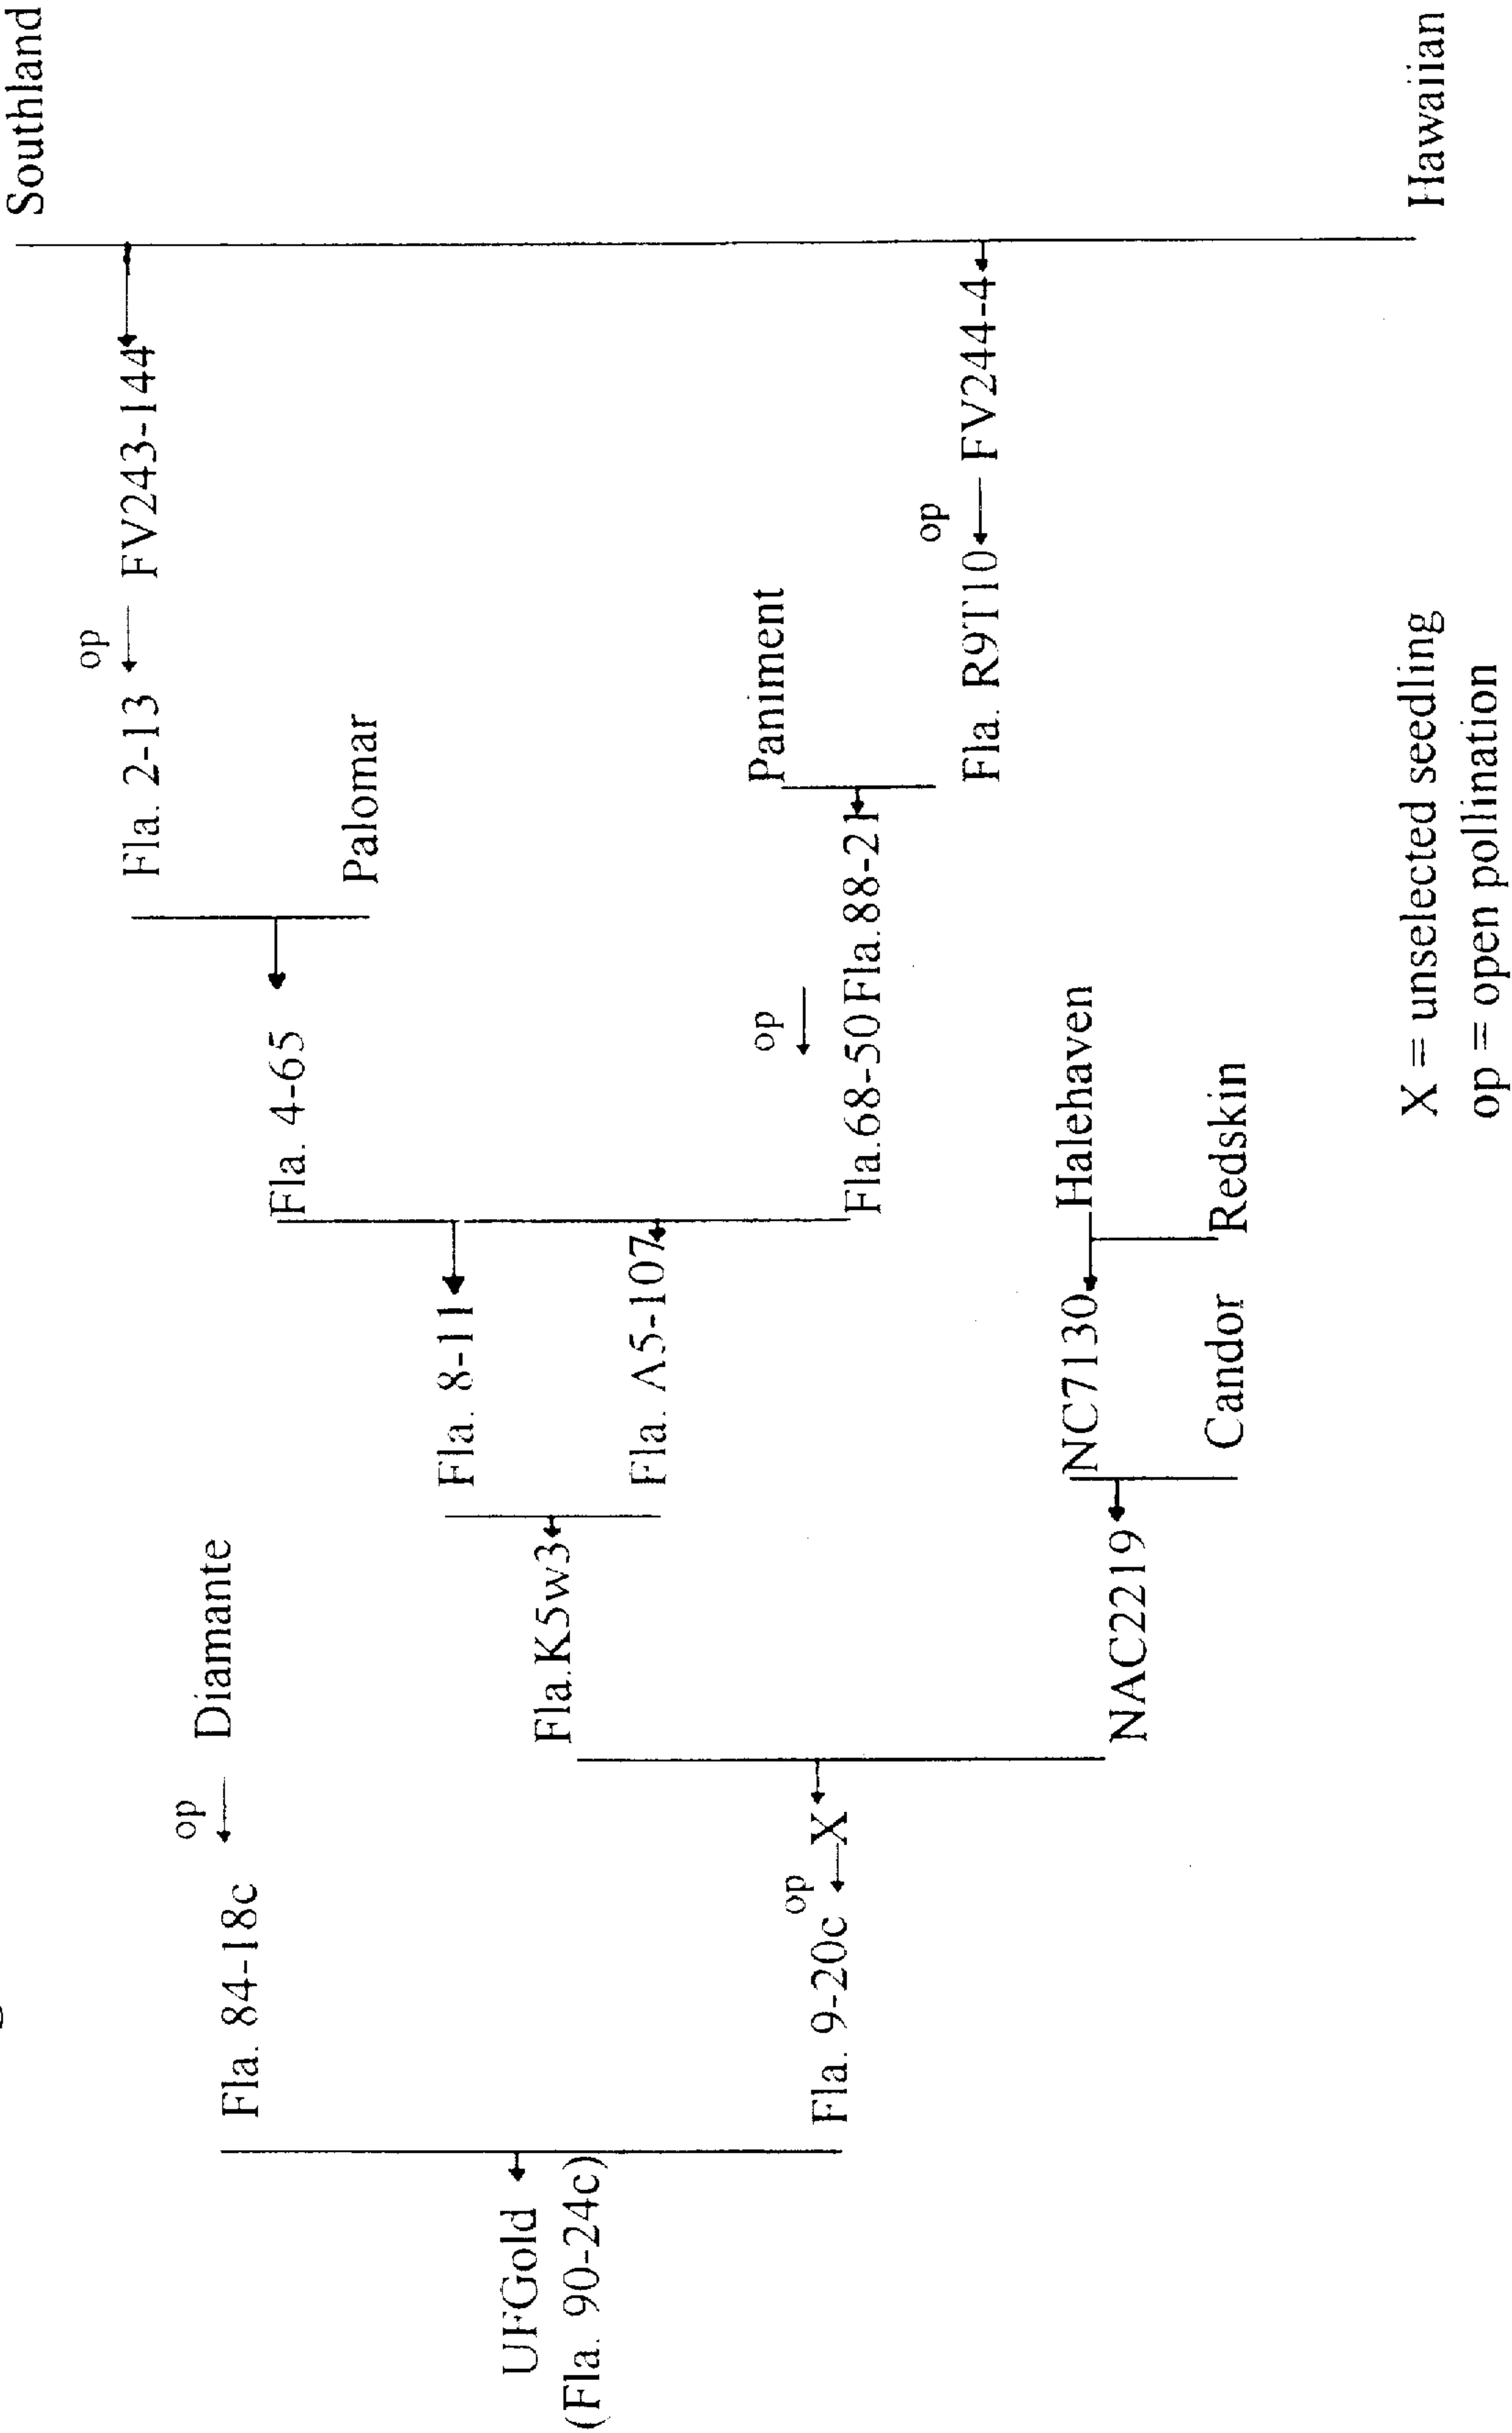 Southland
op
Fla. 2-13
FV243-144
Palomar
Fla. 4-65
Diamante
op
Fla. 84-18c
Fla. 8-11
Fla. A5-107
Fla.K5w3
UFGold
(Fla. 90-24c)
Paniment
op
Fla.68-50
Fla.88-21
op
Fla. R9T10
FV244-4
op
Fla. 9-20c
X
Halehaven
NC7130
Redskin
Candor
NAC2219
Hawaiian
X = unselected seedling
op = open pollination